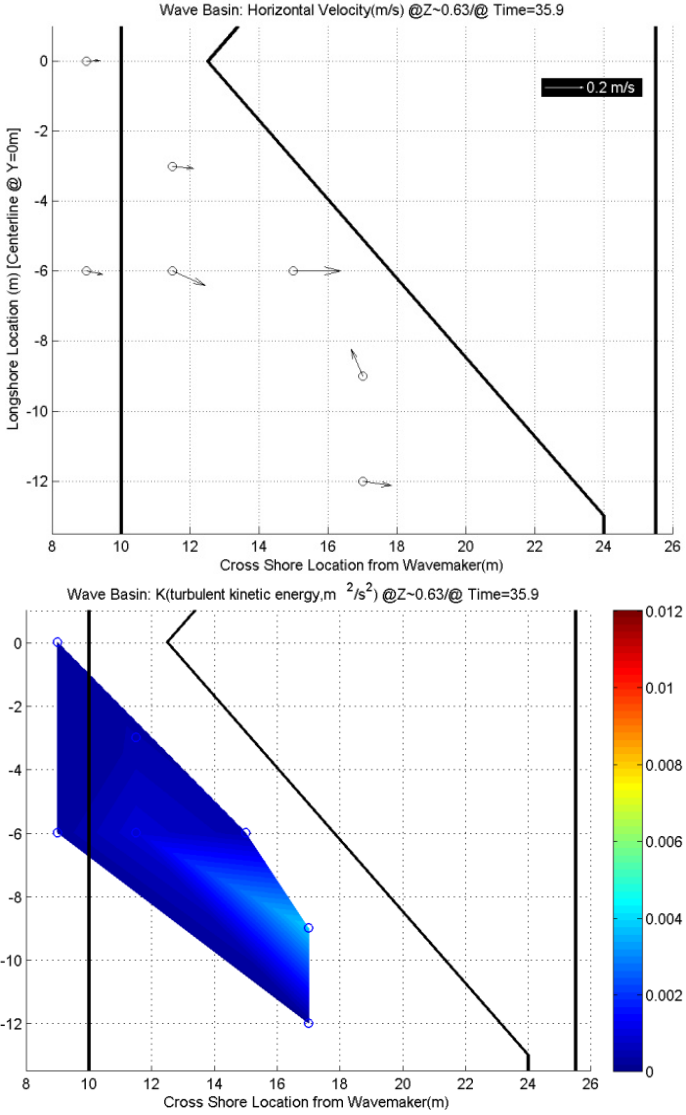 Wave Basin: Horizontal Velocity(m/s) @Z~0.63/@ Time=35.9
0.2 m/s
0
-2
-4
-6
-8
-10
-12
Longshore Location (m) [Centerline @ Y=0m]
8 10 12 14 16 18 20 22 24 26
Cross Shore Location from Wavemaker(m)
Wave Basin: K(turbulent kinetic energy,m ²/s²) @Z~0.63/@ Time=35.9
0
-2
-4
-6
-8
-10
-12
8 10 12 14 16 18 20 22 24 26
Cross Shore Location from Wavemaker(m)
0.012
0.01
0.008
0.006
0.004
0.002
0